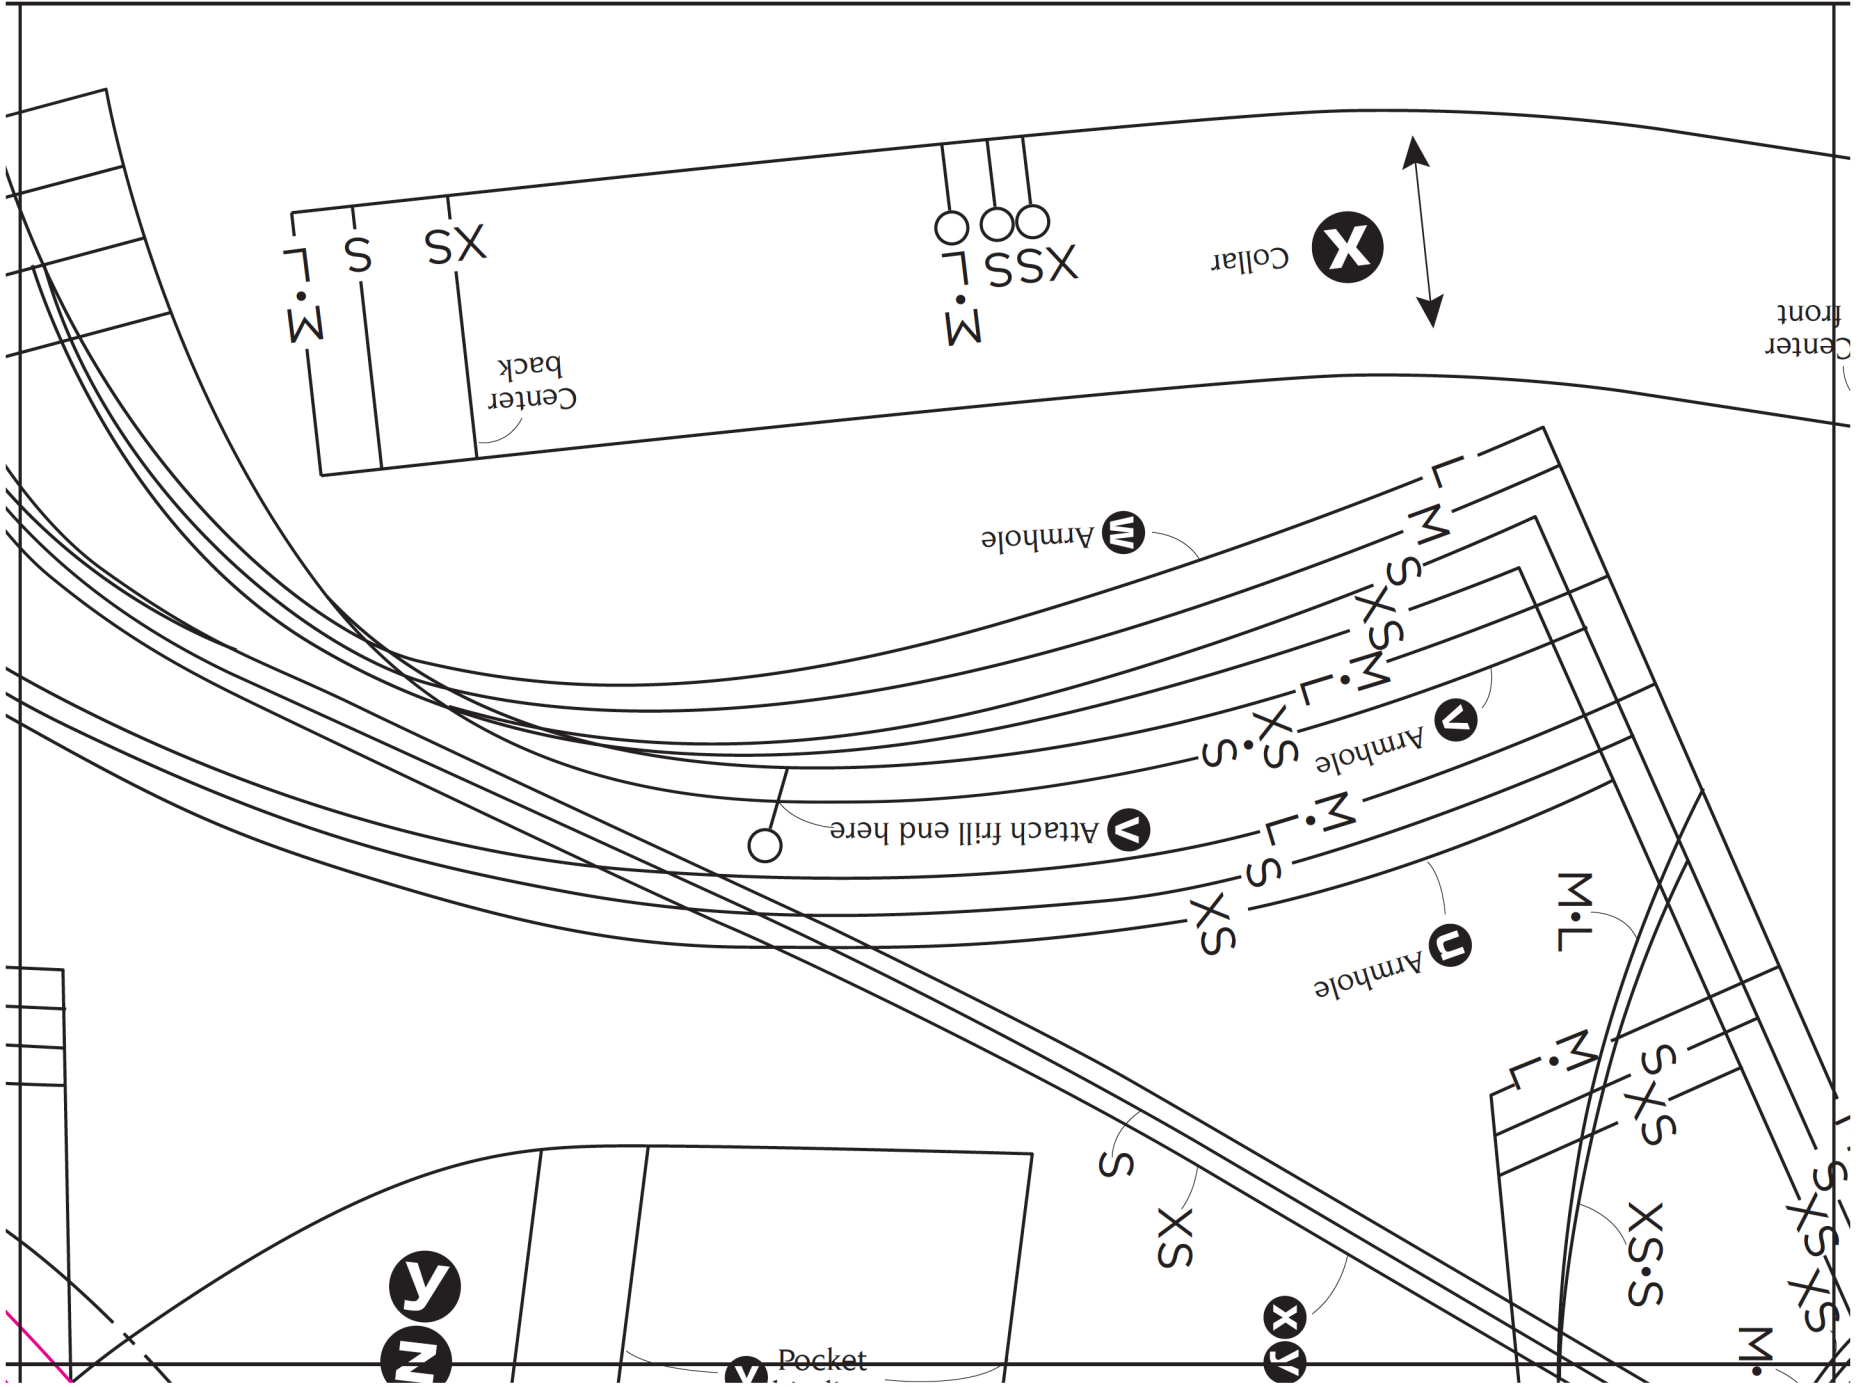 L•M
S
XS
L•M
S
XS
X
Collar
Center
front
Center
back
W
Armhole
L
M
S
XS
L•M
S•XS
V
Armhole
V
Attach frill end here
L•M
S
XS
U
Armhole
M•L
L•M
S
XS
S
XS
XS•S
S
XS
XS
M•
y
z
x
y
y
Pocket